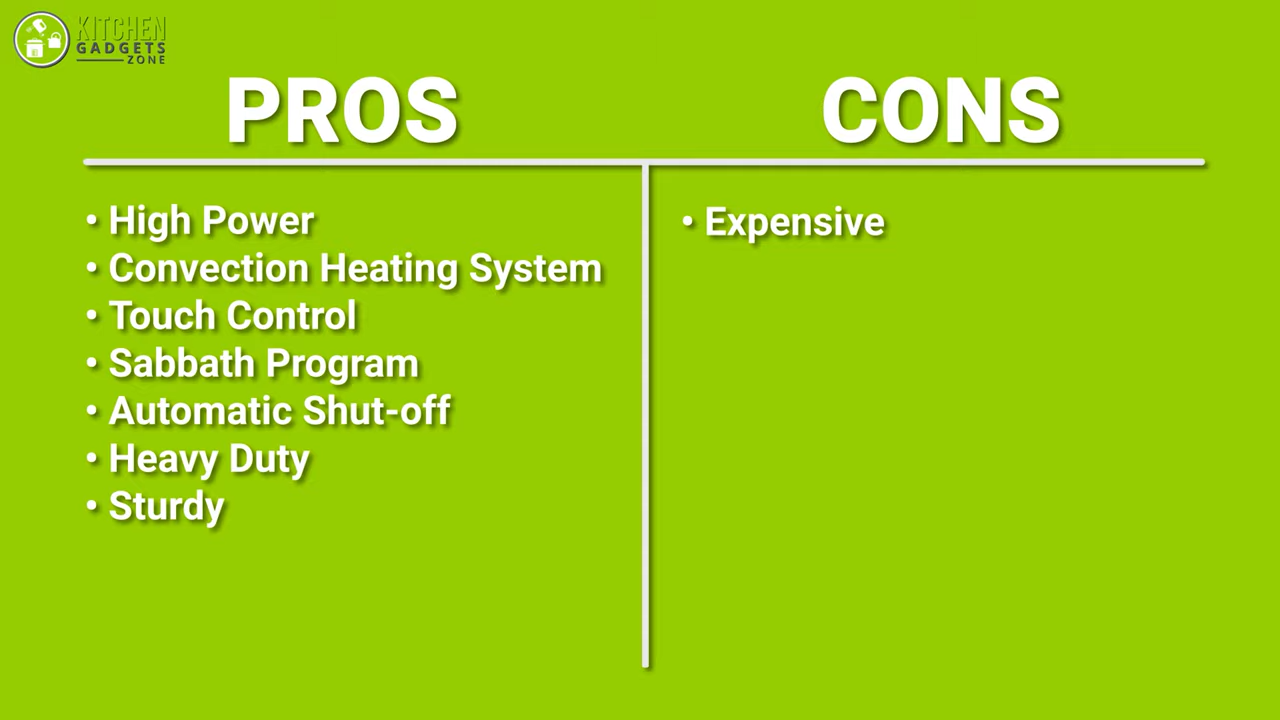 KITCHEN
GADGETS
ZONE
PROS
CONS
• High Power
• Convection Heating System
• Touch Control
• Sabbath Program
• Automatic Shut-off
• Heavy Duty
• Sturdy
• Expensive